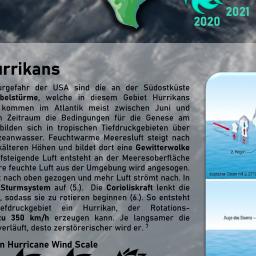 2021
2020
urrikans
urgefahr der USA sind die an der Südostküste
belstürme, welche in diesem Gebiet Hurrikans
kommen im Atlantik meist zwischen Juni und
n Zeitraum die Bedingungen für die Genese am
bilden sich in tropischen Tiefdruckgebieten über
zeanwasser. Feuchtwarme Meeresluft steigt nach
kälteren Höhen und bildet dort eine Gewitterwolke
fsteigende Luft entsteht an der Meeresoberfläche
re feuchte Luft aus der Umgebung wird angesogen.
t nach oben gezogen und mehr Luft strömt nach. In
Sturmsystem auf (5.). Die Corioliskraft lenkt die
, sodass sie zu rotieren beginnen (6.). So entsteht
efdruckgebiet ein Hurrikan, der Rotations-
zu 350 km/h erzeugen kann. Je langsamer die
verläuft, desto zerstörerischer wird er. ?
n Hurricane Wind Scale